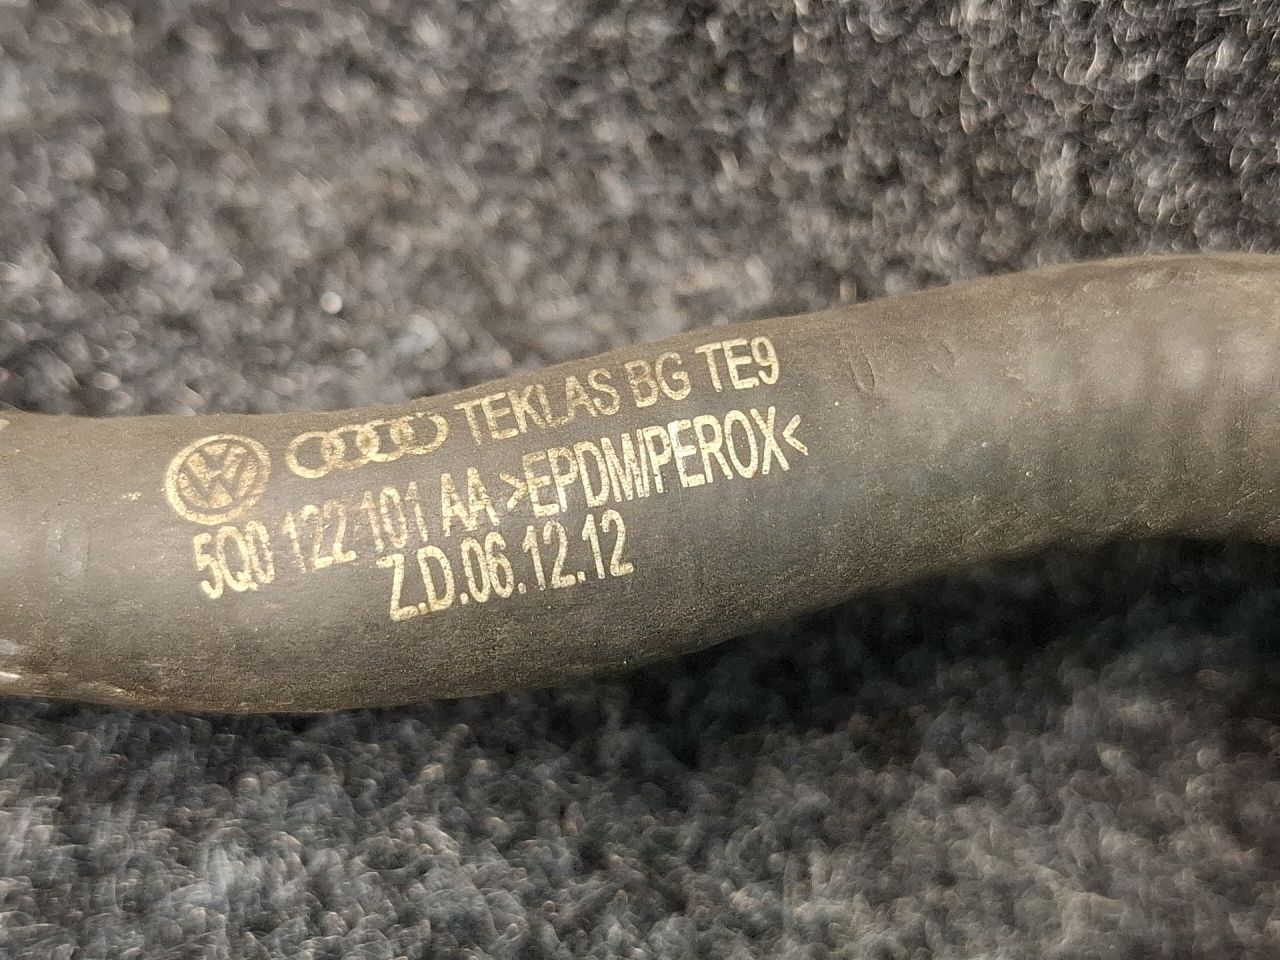 TEKLAS BG TE9
5Q0 122 101 AA >EPDM/PEROX<
Z.D.06.12.12